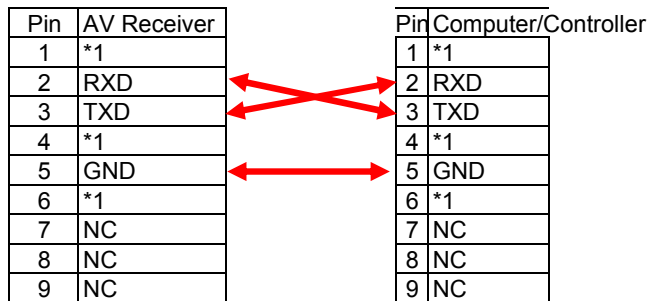 Pin AV Receiver Pin Computer/Controller
1 *1 1 *1
2 RXD 2 RXD
3 TXD 3 TXD
4 *1 4 *1
5 GND 5 GND
6 *1 6 *1
7 NC 7 NC
8 NC 8 NC
9 NC 9 NC